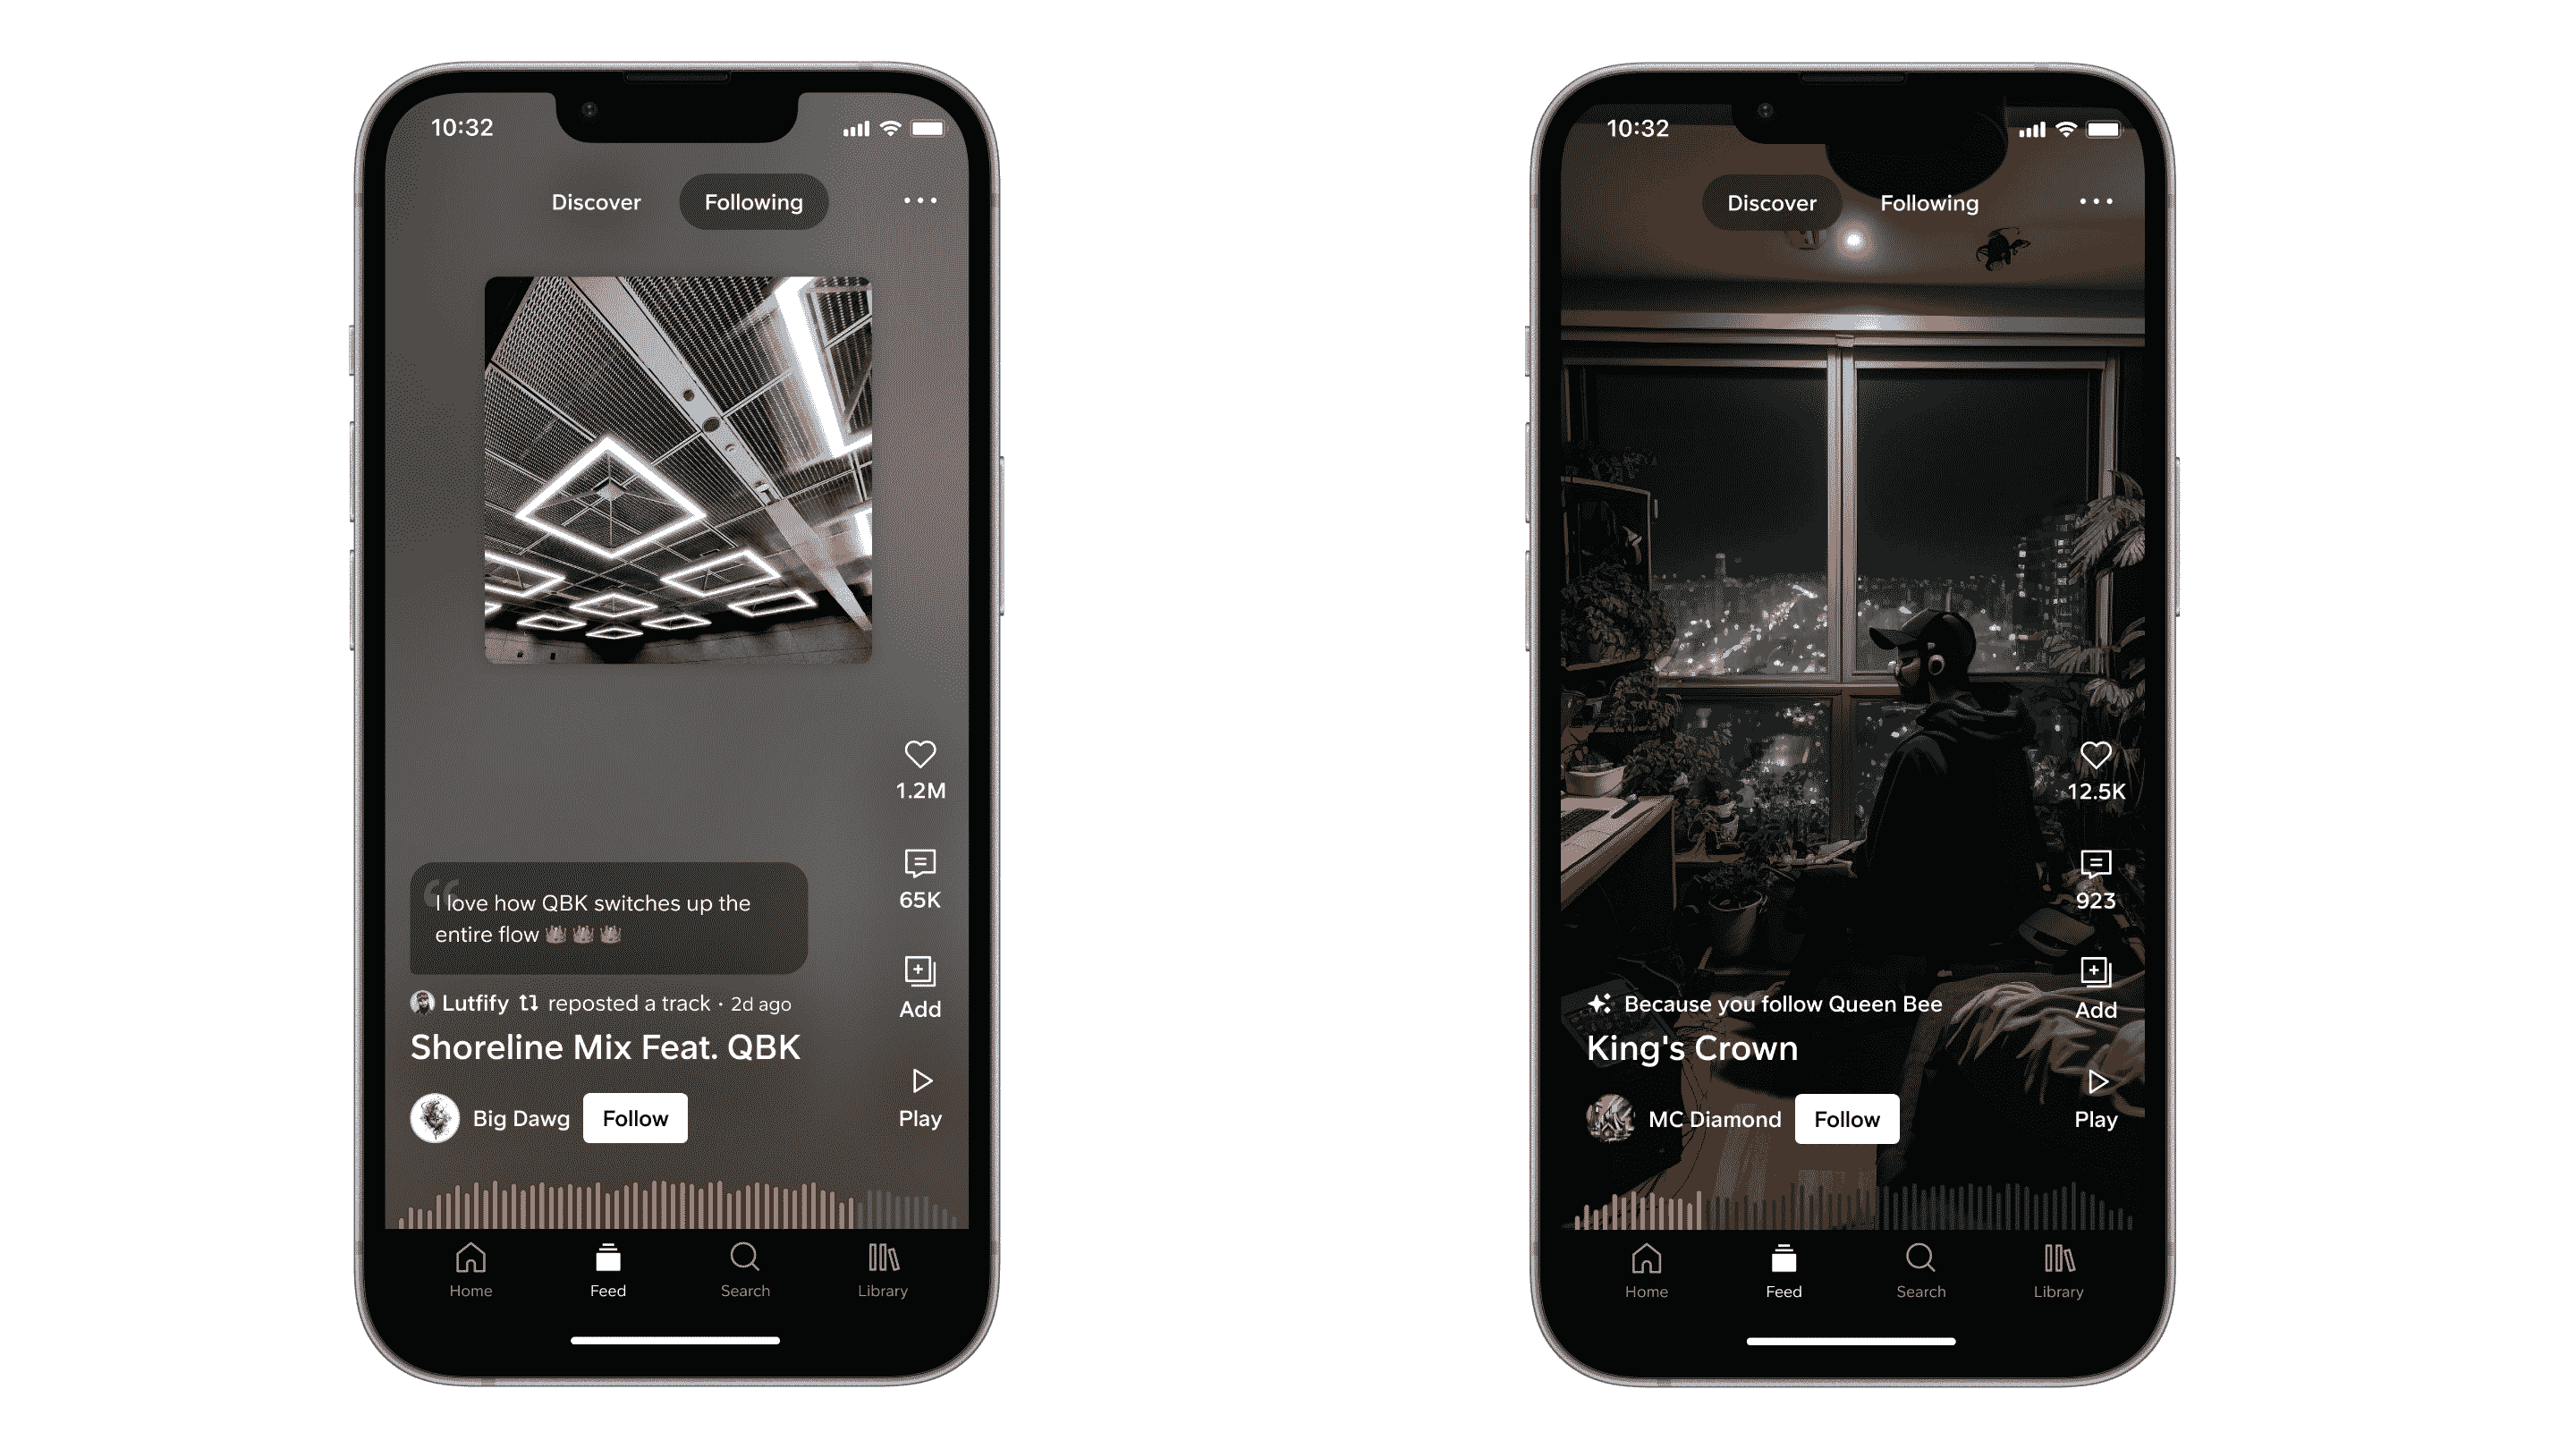 10:32
Discover
Following
1.2M
65K
I love how QBK switches up the
entire flow
Add
Lutfify reposted a track · 2d ago
Shoreline Mix Feat. QBK
Big Dawg
Follow
Play
Home
Feed
Search
Library
10:32
Discover
Following
12.5K
923
Because you follow Queen Bee
Add
King's Crown
MC Diamond
Follow
Play
Home
Feed
Search
Library